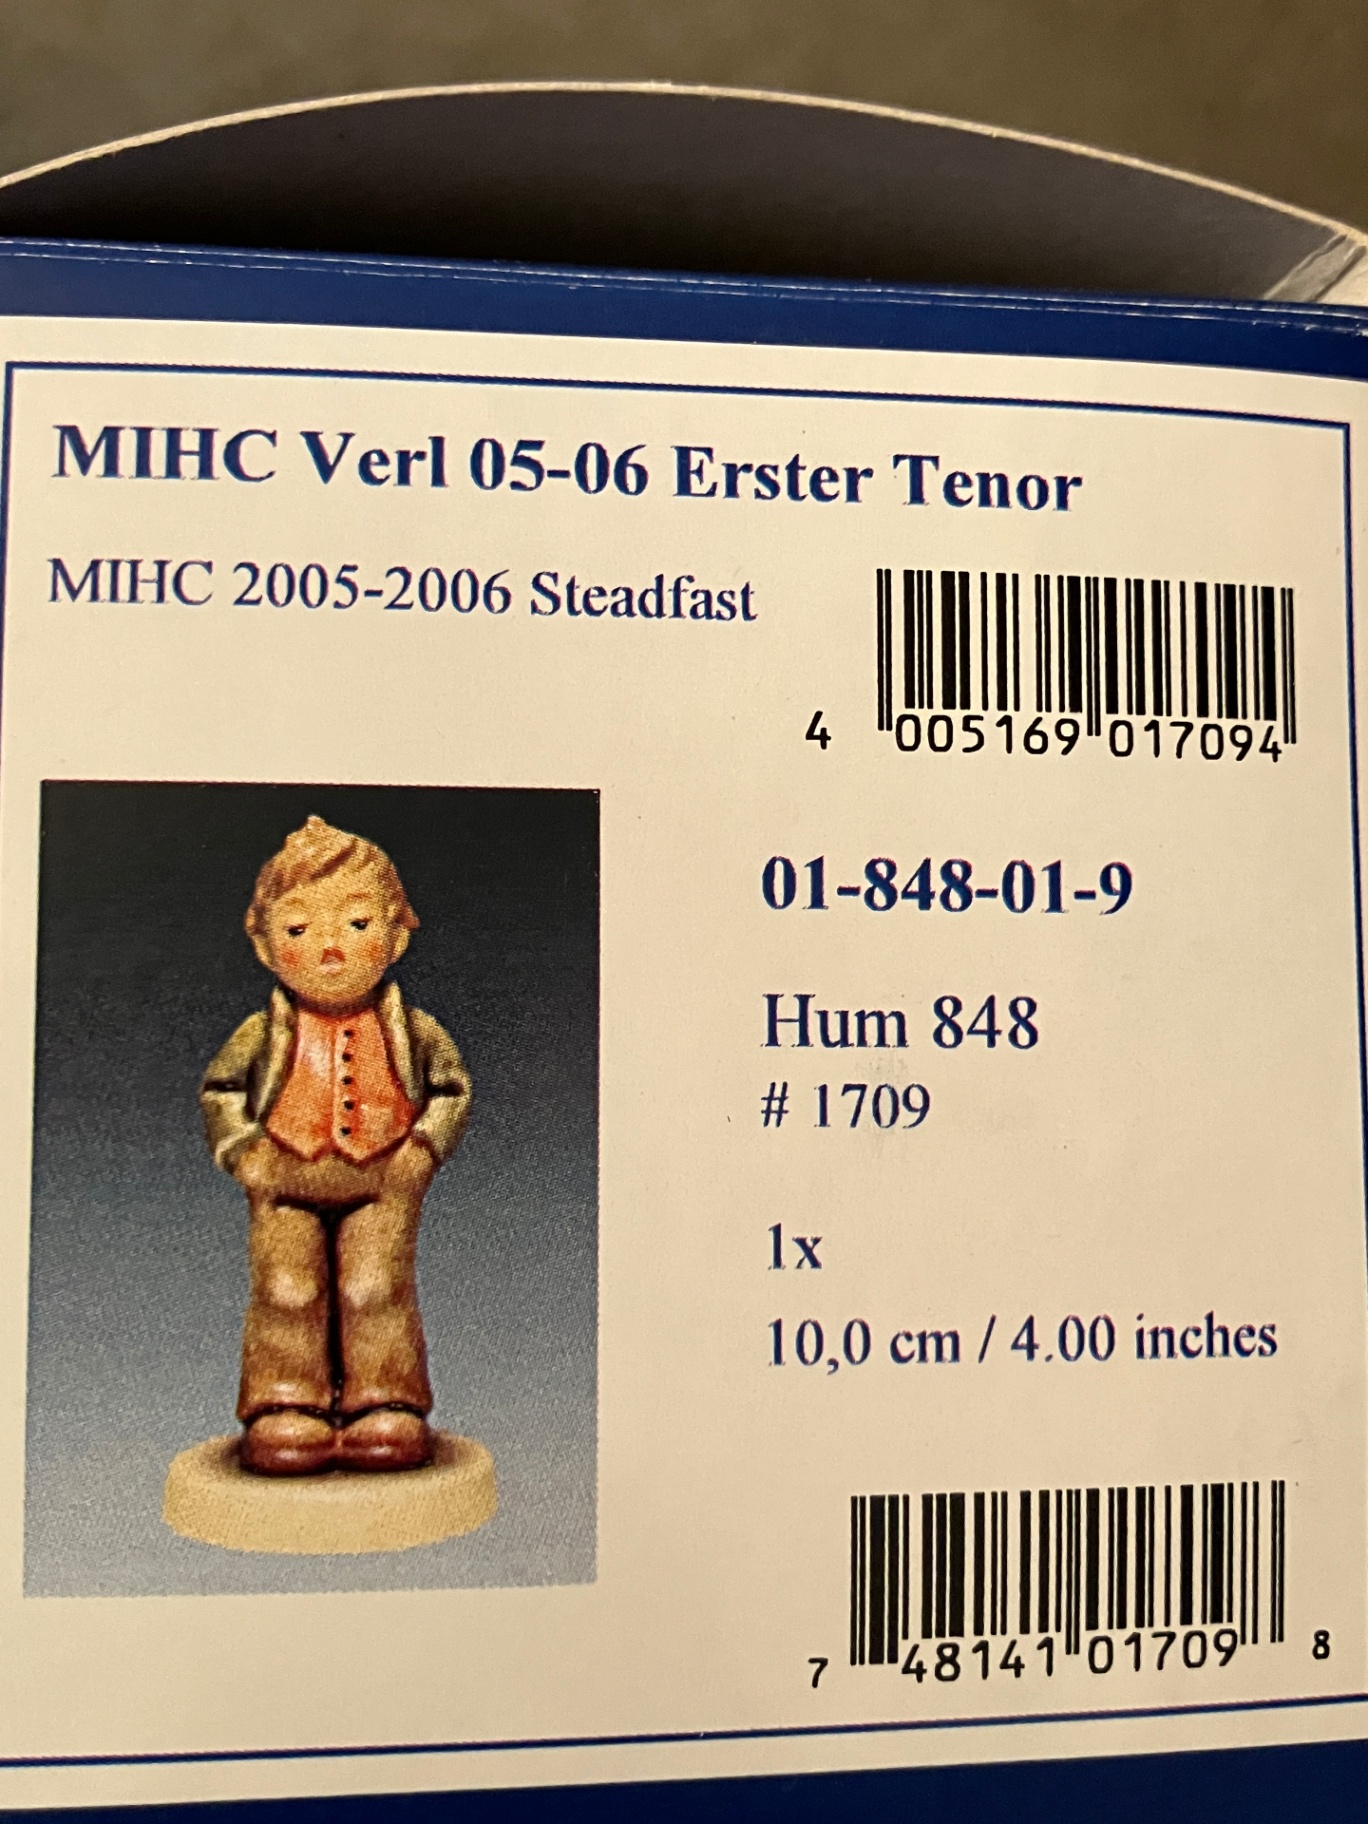 MIHC Verl 05-06 Erster Tenor
MIHC 2005-2006 Steadfast
4 005169 017094
01-848-01-9
Hum 848
# 1709
1x
10,0 cm / 4.00 inches
7 48141 01709 8